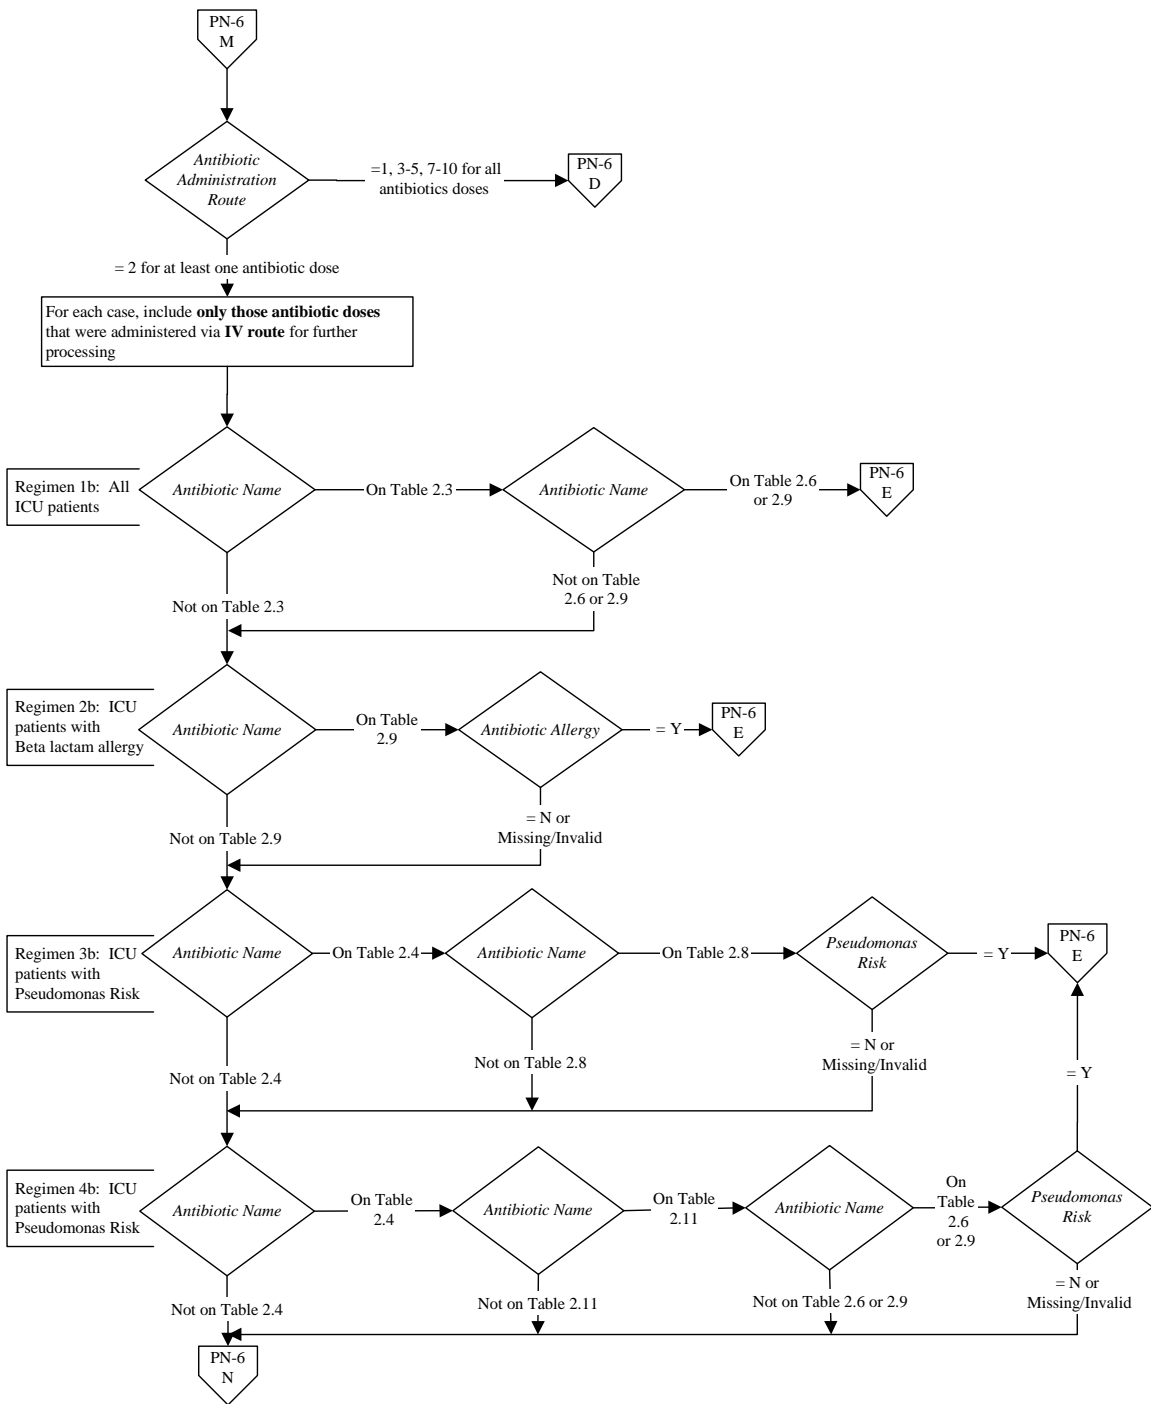 PN-6
M
Antibiotic
Administration
Route
=1, 3-5, 7-10 for all
antibiotics doses
PN-6
D
= 2 for at least one antibiotic dose
For each case, include only those antibiotic doses
that were administered via IV route for further
processing
Regimen 1b: All
ICU patients
Antibiotic Name
On Table 2.3
Antibiotic Name
On Table 2.6
or 2.9
PN-6
E
Not on Table 2.3
Not on Table
2.6 or 2.9
Regimen 2b: ICU
patients with
Beta lactam allergy
Antibiotic Name
On Table
2.9
Antibiotic Allergy
= Y
PN-6
E
Not on Table 2.9
= N or
Missing/Invalid
Regimen 3b: ICU
patients with
Pseudomonas Risk
Antibiotic Name
On Table 2.4
Antibiotic Name
On Table 2.8
Pseudomonas
Risk
= Y
PN-6
E
Not on Table 2.4
Not on Table 2.8
= N or
Missing/Invalid
= Y
Regimen 4b: ICU
patients with
Pseudomonas Risk
Antibiotic Name
On Table
2.4
Antibiotic Name
On Table
2.11
Antibiotic Name
On
Table
2.6
or 2.9
Pseudomonas
Risk
Not on Table 2.4
Not on Table 2.11
Not on Table 2.6 or 2.9
= N or
Missing/Invalid
PN-6
N